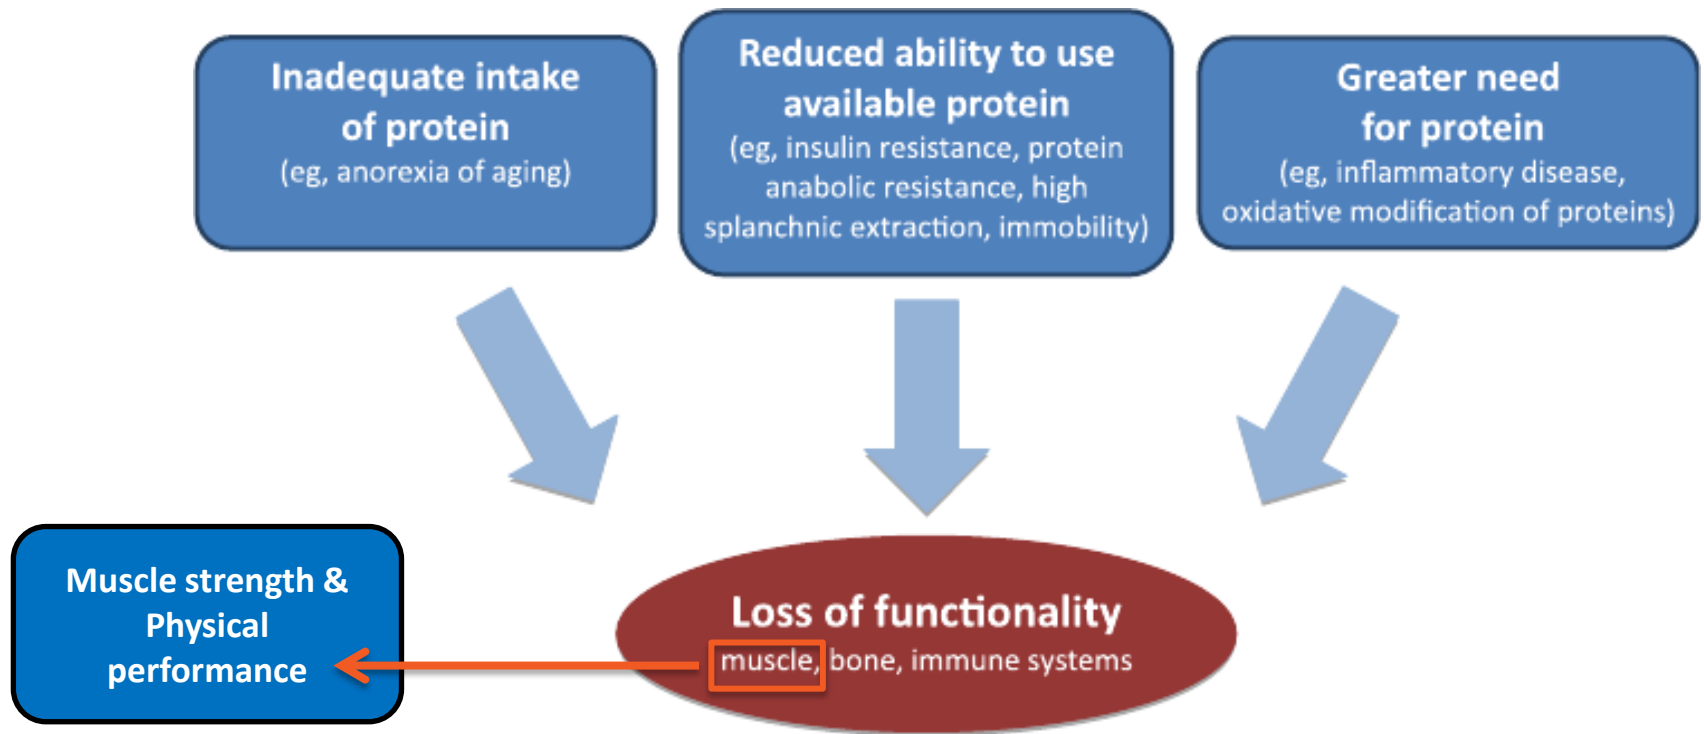 Inadequate intake
of protein
(eg, anorexia of aging)
Reduced ability to use
available protein
(eg, insulin resistance, protein
anabolic resistance, high
splanchnic extraction, immobility)
Greater need
for protein
(eg, inflammatory disease,
oxidative modification of proteins)
Muscle strength &
Physical
performance
Loss of functionality
muscle, bone, immune systems